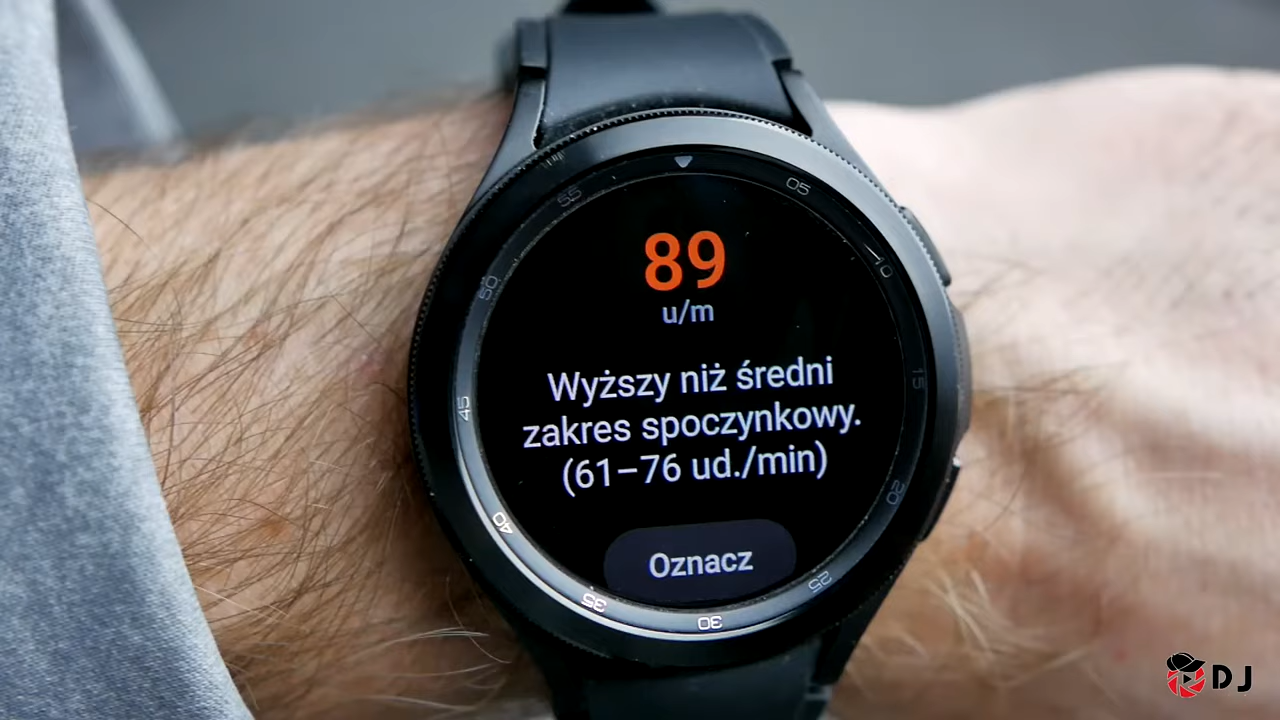 89
u/m
Wyższy niż średni
zakres spoczynkowy.
(61–76 ud./min)
Oznacz
05
10
15
20
25
30
35
40
45
50
55
DJ